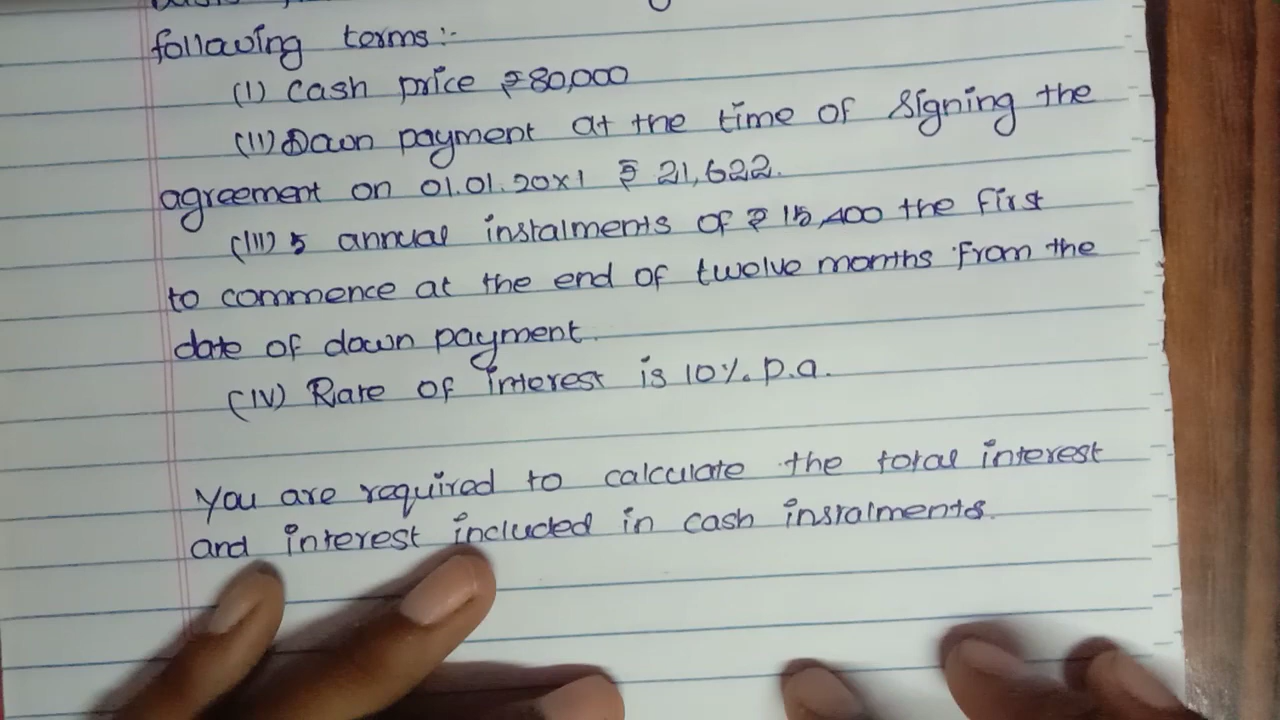 following terms:-
(I) Cash price ₹80,000
(II) Down payment at the time of Signing the
agreement on 01.01.20x1 ₹ 21,622.
(III) 5 annual instalments of ₹ 15,400 the first
to commence at the end of twelve months from the
date of down payment.
(IV) Rate of interest is 10%. p.a.
You are required to calculate the total interest
and interest included in cash instalments.